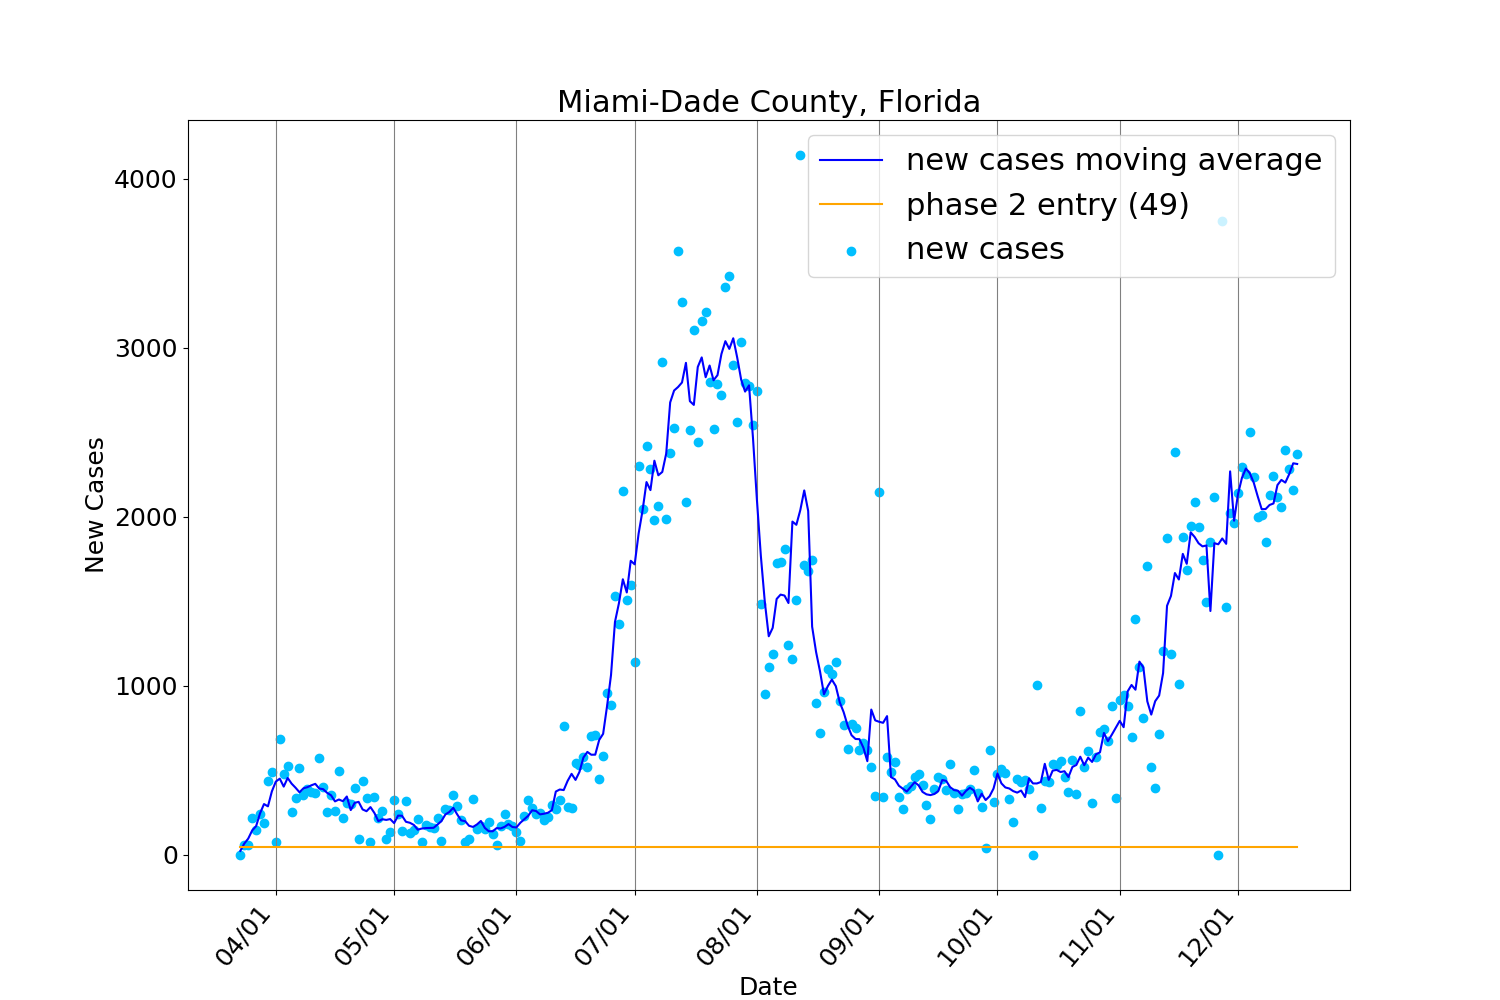 Miami-Dade County, Florida
new cases moving average
phase 2 entry (49)
new cases
New Cases
4000
3000
2000
1000
0
04/01
05/01
06/01
07/01
08/01
09/01
10/01
11/01
12/01
Date